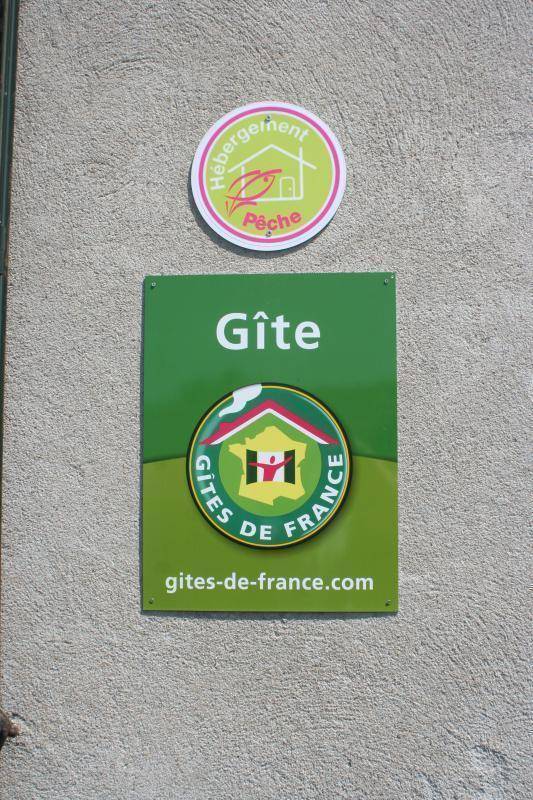 Hébergement
Pêche
Gîte
GÎTES DE FRANCE
gites-de-france.com